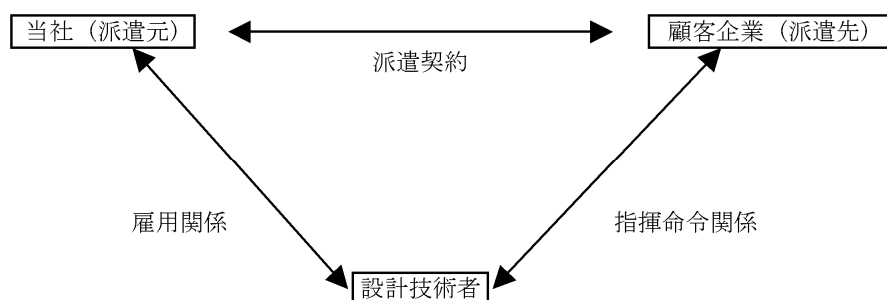 当社（派遣元）
顧客企業（派遣先）
派遣契約
雇用関係
指揮命令関係
設計技術者